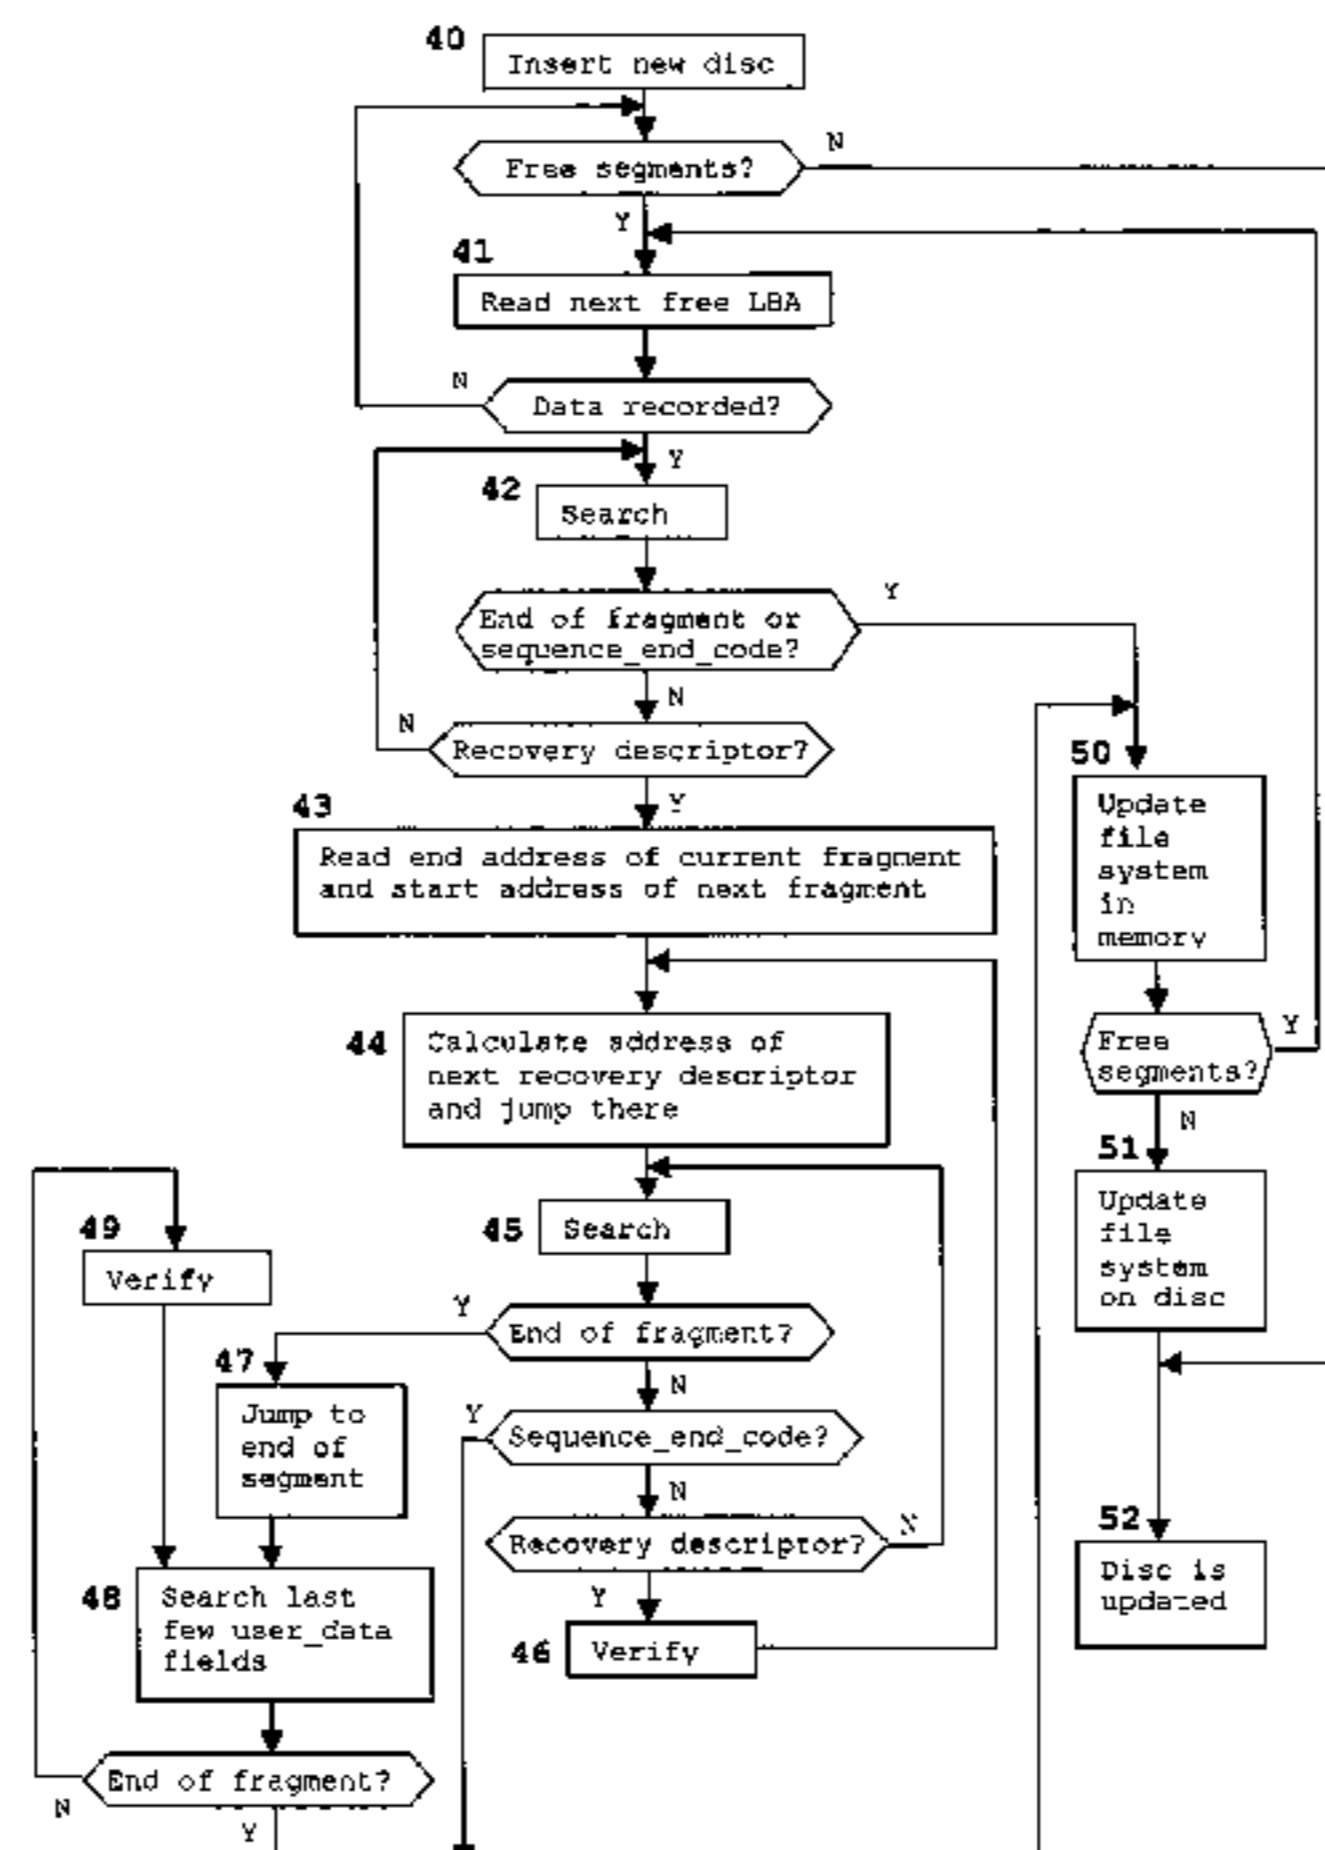 40
Insert new disc
Free segments?
N
Y
41
Read next free LBA
N
Data recorded?
Y
42
Search
End of fragment or
sequence_end_code?
Y
N
N
Recovery descriptor?
Y
43
Read end address of current fragment
and start address of next fragment
50
Update
file
system
in
memory
44
Calculate address of
next recovery descriptor
and jump there
Free
segments?
Y
N
51
Update
file
system
on disc
45
Search
49
Verify
Y
End of fragment?
N
47
Jump to
end of
segment
Y
Sequence_end_code?
N
Recovery descriptor?
N
Y
46
Verify
52
Disc is
updated
48
Search last
few user_data
fields
End of fragment?
N
Y